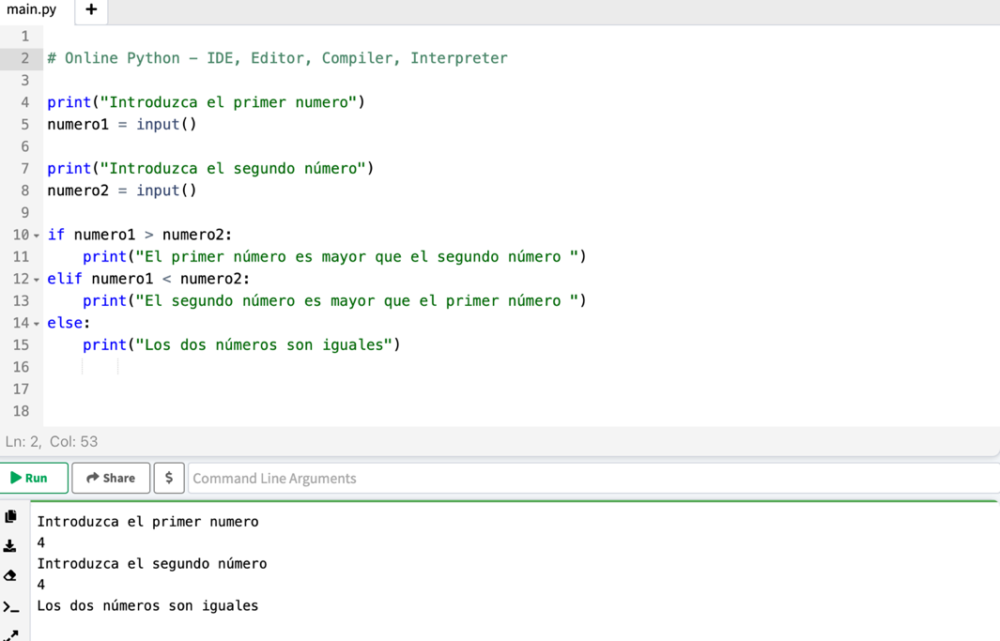 main.py +
1
2 # Online Python - IDE, Editor, Compiler, Interpreter
3
4 print("Introduzca el primer numero")
5 numero1 = input()
6
7 print("Introduzca el segundo número")
8 numero2 = input()
9
10 if numero1 > numero2:
11     print("El primer número es mayor que el segundo número ")
12 elif numero1 < numero2:
13     print("El segundo número es mayor que el primer número ")
14 else:
15     print("Los dos números son iguales")
16
17
18
Ln: 2, Col: 53
Run Share $ Command Line Arguments
Introduzca el primer numero
4
Introduzca el segundo número
4
Los dos números son iguales